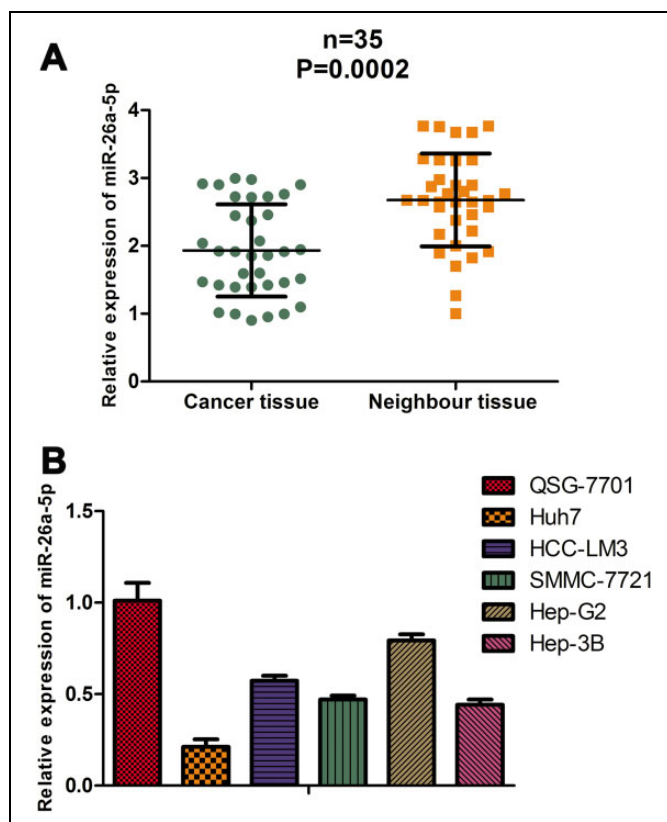 A
n=35
P=0.0002
Relative expression of miR-26a-5p
4
3
2
1
0
Cancer tissue
Neighbour tissue
B
Relative expression of miR-26a-5p
1.5
1.0
0.5
0.0
QSG-7701
Huh7
HCC-LM3
SMMC-7721
Hep-G2
Hep-3B